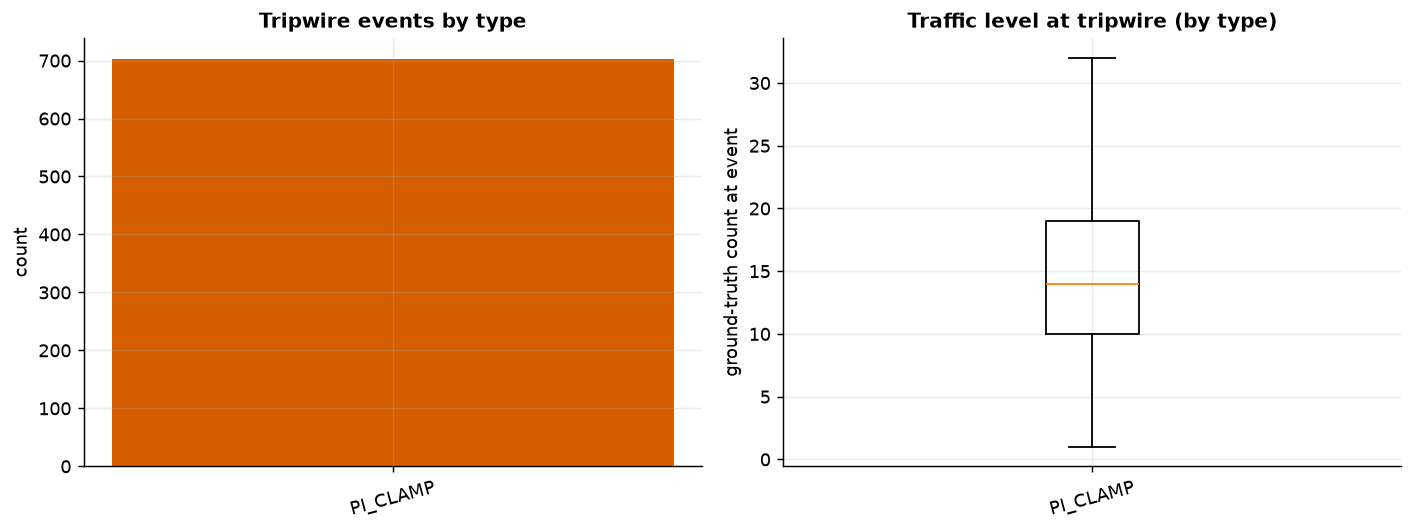 Tripwire events by type
count
700
600
500
400
300
200
100
0
PI_CLAMP
Traffic level at tripwire (by type)
ground-truth count at event
30
25
20
15
10
5
0
PI_CLAMP